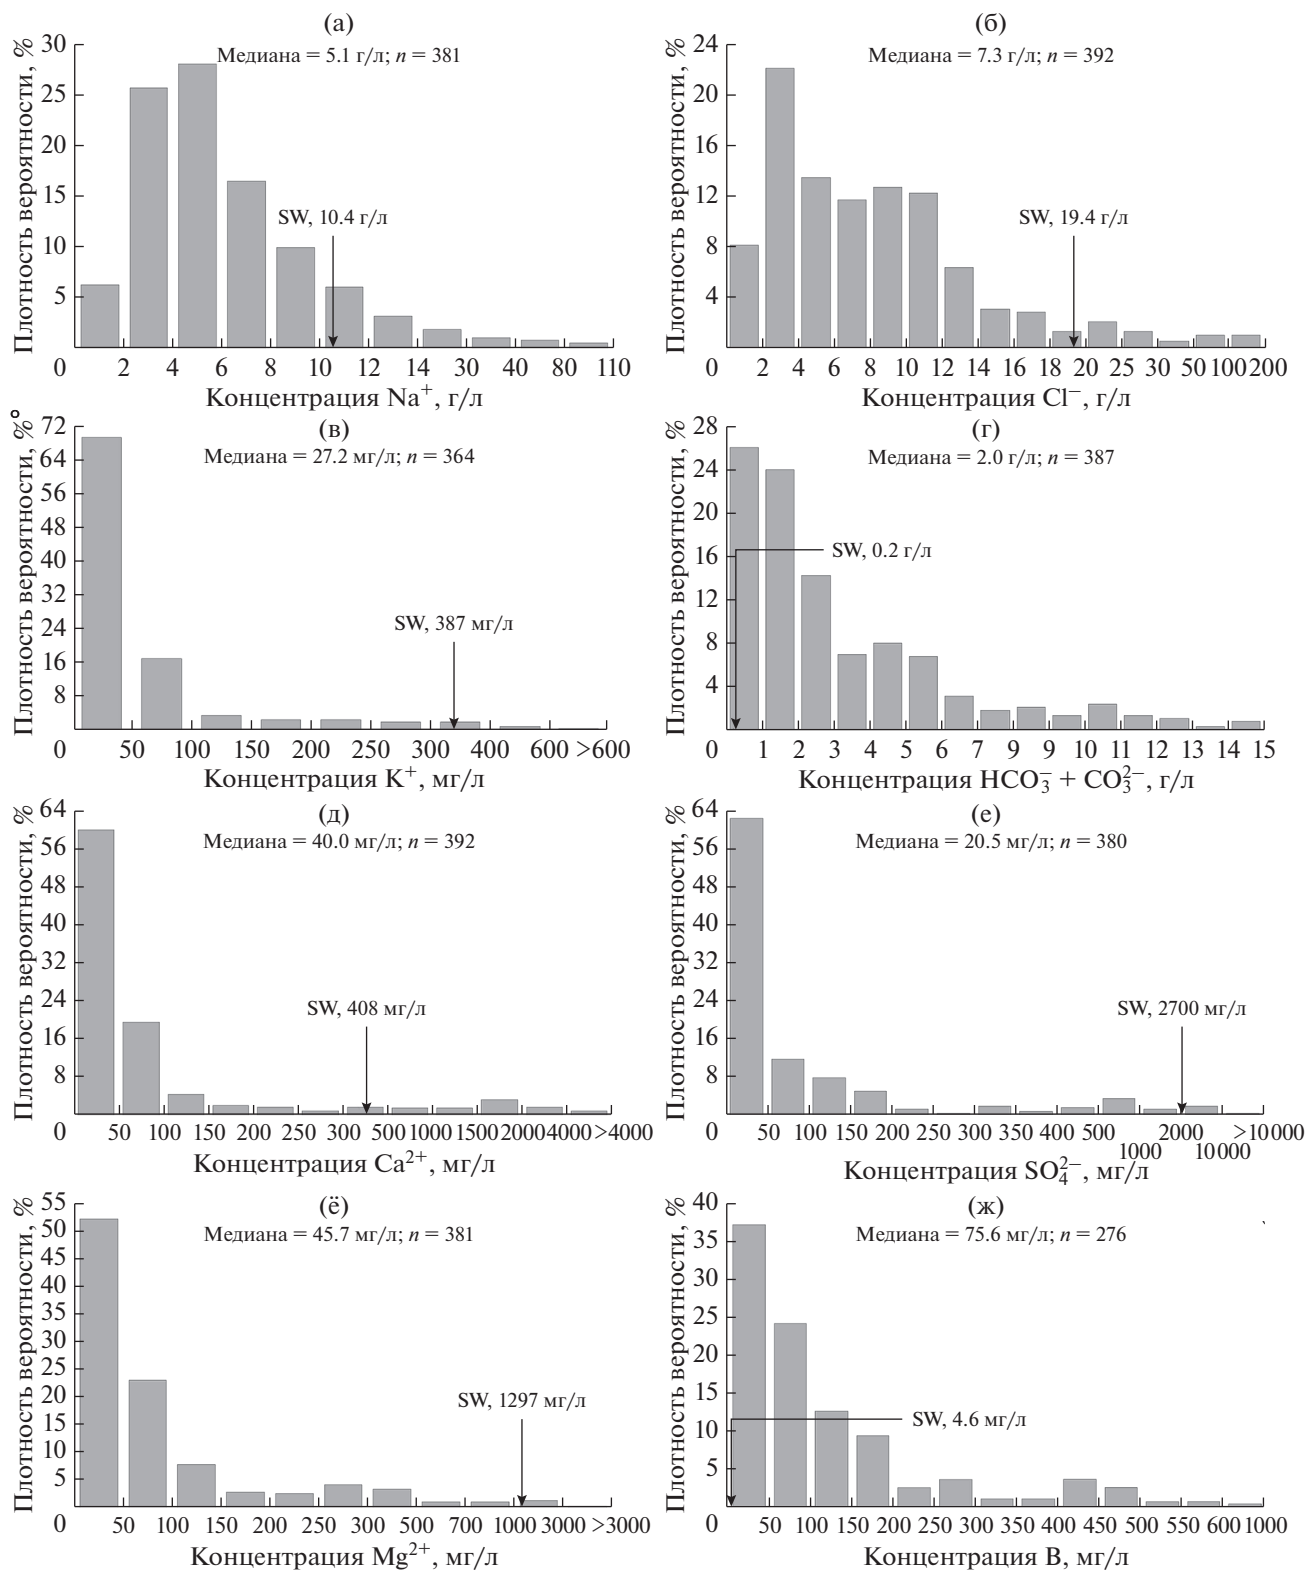 (а)
Плотность вероятности, %
Медиана = 5.1 г/л; n = 381
30
25
20
15
10
5
0
SW, 10.4 г/л
2 4 6 8 10 12 14 30 40 80 110
Концентрация Na⁺, г/л
(б)
Плотность вероятности, %
Медиана = 7.3 г/л; n = 392
24
20
16
12
8
4
0
SW, 19.4 г/л
2 4 6 8 10 12 14 16 18 20 25 30 50 100 200
Концентрация Cl⁻, г/л
(в)
Плотность вероятности, %
Медиана = 27.2 мг/л; n = 364
72
64
56
48
40
32
24
16
8
0
SW, 387 мг/л
50 100 150 200 250 300 400 600 >600
Концентрация K⁺, мг/л
(г)
Плотность вероятности, %
Медиана = 2.0 г/л; n = 387
28
24
20
16
12
8
4
0
SW, 0.2 г/л
1 2 3 4 5 6 7 9 9 10 11 12 13 14 15
Концентрация HCO₃⁻ + CO₃²⁻, г/л
(д)
Плотность вероятности, %
Медиана = 40.0 мг/л; n = 392
64
56
48
40
32
24
16
8
0
SW, 408 мг/л
50 100 150 200 250 300 500 1000 1500 2000 4000 >4000
Концентрация Ca²⁺, мг/л
(е)
Плотность вероятности, %
Медиана = 20.5 мг/л; n = 380
64
56
48
40
32
24
16
8
0
SW, 2700 мг/л
50 100 150 200 250 300 350 400 500 1000 2000 10000 >10000
Концентрация SO₄²⁻, мг/л
(ё)
Плотность вероятности, %
Медиана = 45.7 мг/л; n = 381
55
50
45
40
35
30
25
20
15
10
5
0
SW, 1297 мг/л
50 100 150 200 250 300 500 700 1000 3000 >3000
Концентрация Mg²⁺, мг/л
(ж)
Плотность вероятности, %
Медиана = 75.6 мг/л; n = 276
40
35
30
25
20
15
10
5
0
SW, 4.6 мг/л
50 100 150 200 250 300 350 400 450 500 550 600 1000
Концентрация B, мг/л